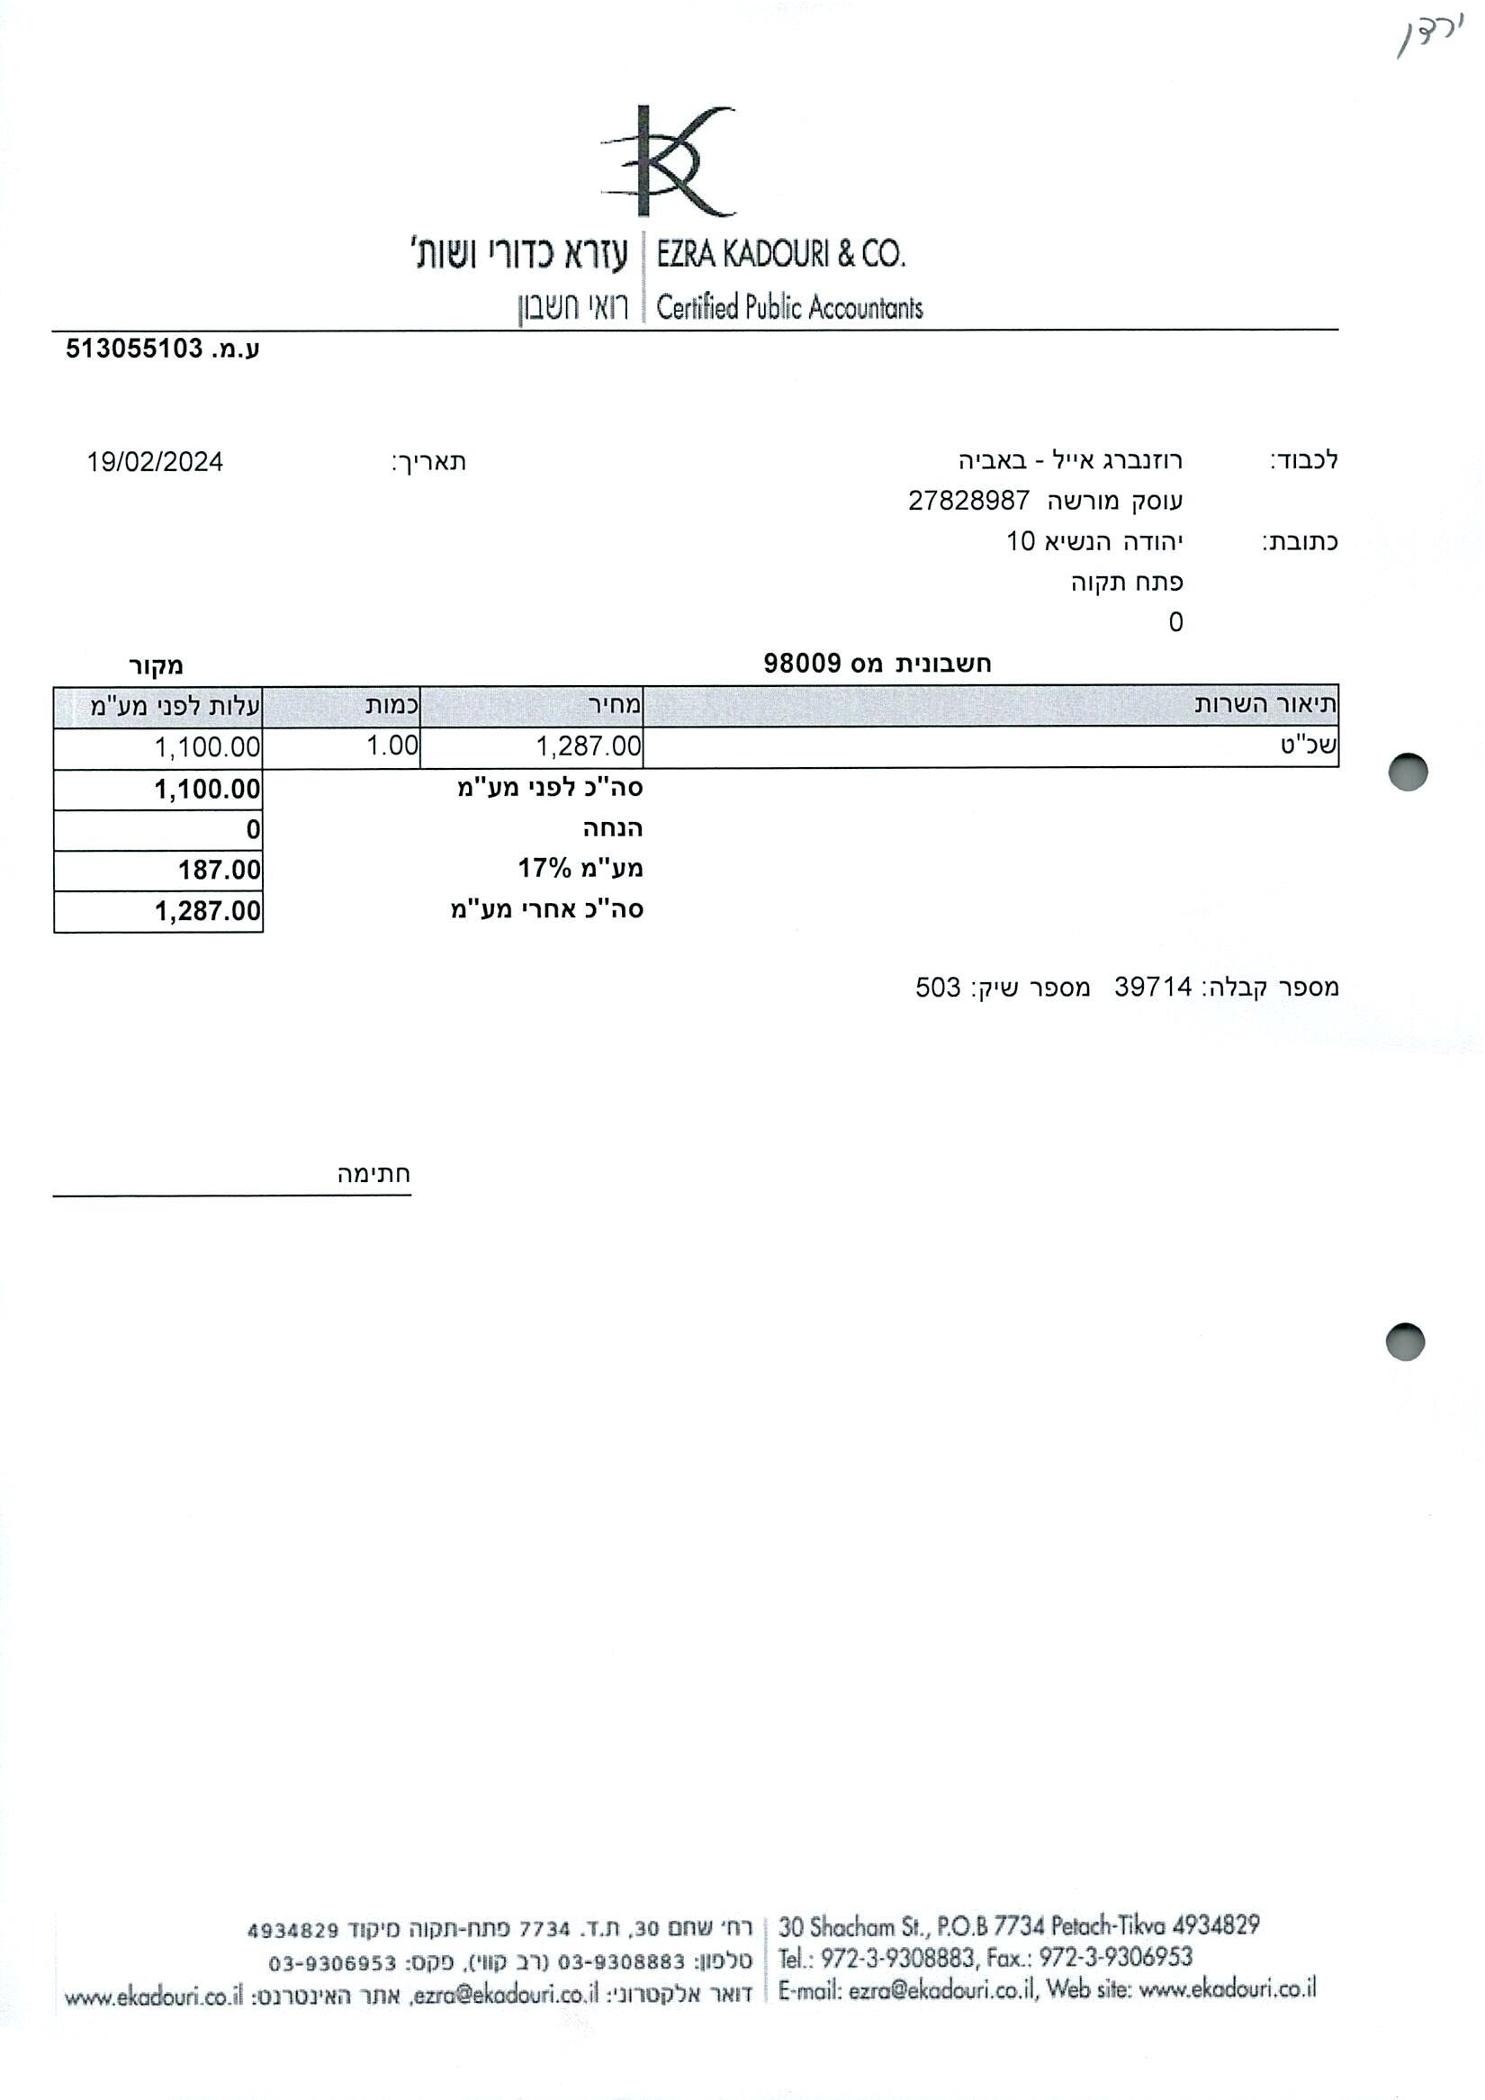 ירדן
עזרא כדורי ושות' | EZRA KADOURI & CO.
רואי חשבון | Certified Public Accountants
ע.מ. 513055103
לכבוד: רוזנברג אייל - באביה תאריך: 19/02/2024
עוסק מורשה 27828987
כתובת: יהודה הנשיא 10
פתח תקוה
0
חשבונית מס 98009 מקור
תיאור השרות מחיר כמות עלות לפני מע"מ
שכ"ט 1,287.00 1.00 1,100.00
סה"כ לפני מע"מ 1,100.00
הנחה 0
מע"מ 17% 187.00
סה"כ אחרי מע"מ 1,287.00
מספר קבלה: 39714 מספר שיק: 503
חתימה
רח' שחם 30, ת.ד. 7734 פתח-תקוה מיקוד 4934829 | 30 Shacham St., P.O.B 7734 Petach-Tikva 4934829
טלפון: 03-9308883 (רב קווי), פקס: 03-9306953 | Tel.: 972-3-9308883, Fax.: 972-3-9306953
דואר אלקטרוני: ezra@ekadouri.co.il, אתר האינטרנט: www.ekadouri.co.il | E-mail: ezra@ekadouri.co.il, Web site: www.ekadouri.co.il